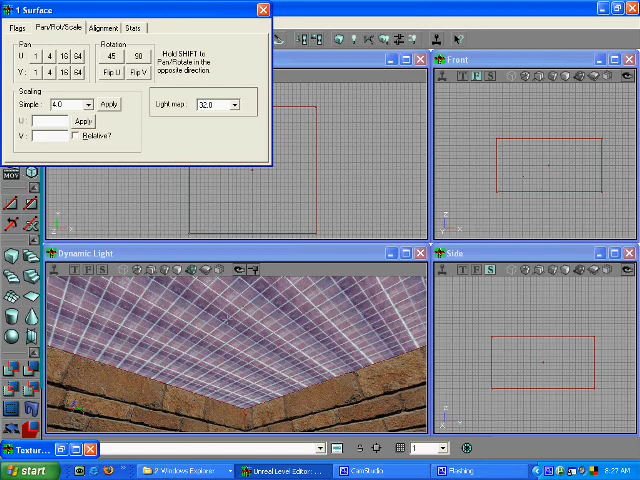 1 Surface
Flags Pan/Rot/Scale Alignment Stats
Pan
U : 1 4 16 64
V : 1 4 16 64
Rotation
45 90
Flip U Flip V
Hold SHIFT to
Pan/Rotate in the
opposite direction.
Scaling
Simple : 4.0 Apply
U :
Apply
V :
Relative?
Light map : 32.0
Front
T F S
Dynamic Light
T F S
Side
T F S
MOV
Textur...
1
start
2 Windows Explorer
Unreal Level Editor: ...
CamStudio
Flashing
8:27 AM